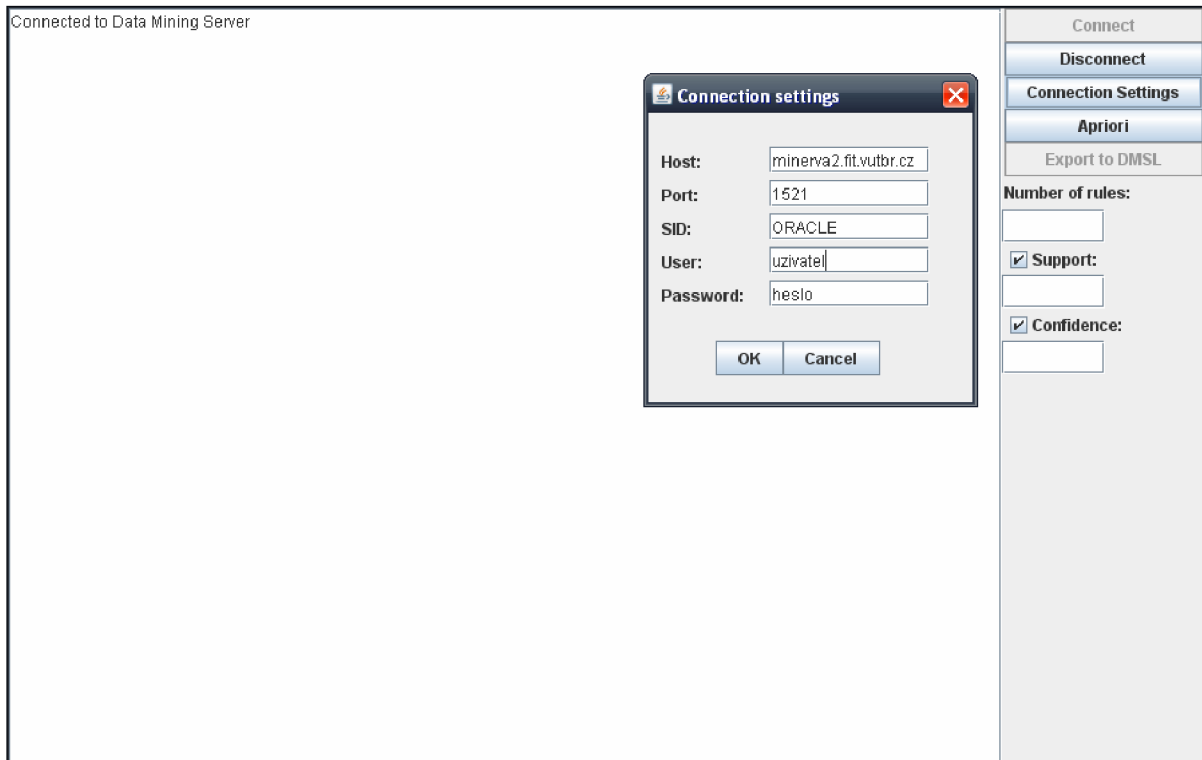 Connected to Data Mining Server
Connect
Disconnect
Connection Settings
Apriori
Export to DMSL
Number of rules:
Support:
Confidence:
Connection settings
Host: minerva2.fit.vutbr.cz
Port: 1521
SID: ORACLE
User: uzivatel
Password: heslo
OK Cancel